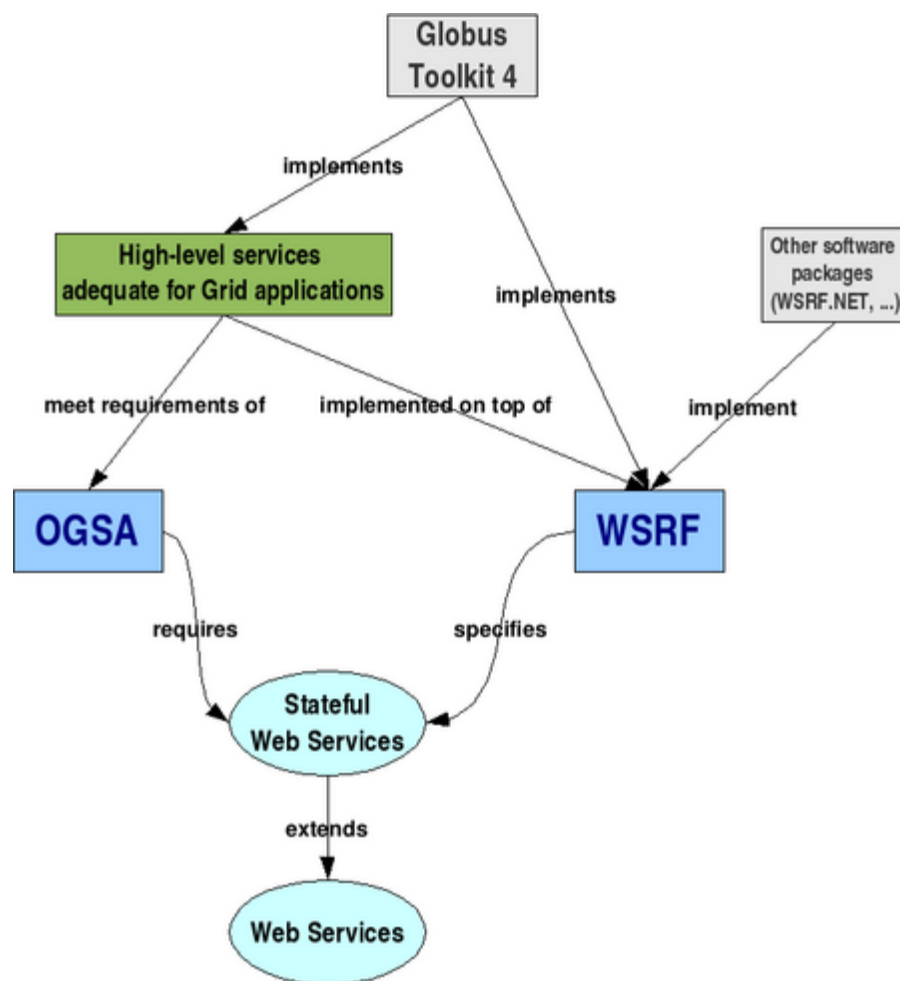 Globus
Toolkit 4
implements
High-level services
adequate for Grid applications
Other software
packages
(WSRF.NET, ...)
implements
meet requirements of
implemented on top of
implement
OGSA
WSRF
requires
specifies
Stateful
Web Services
extends
Web Services